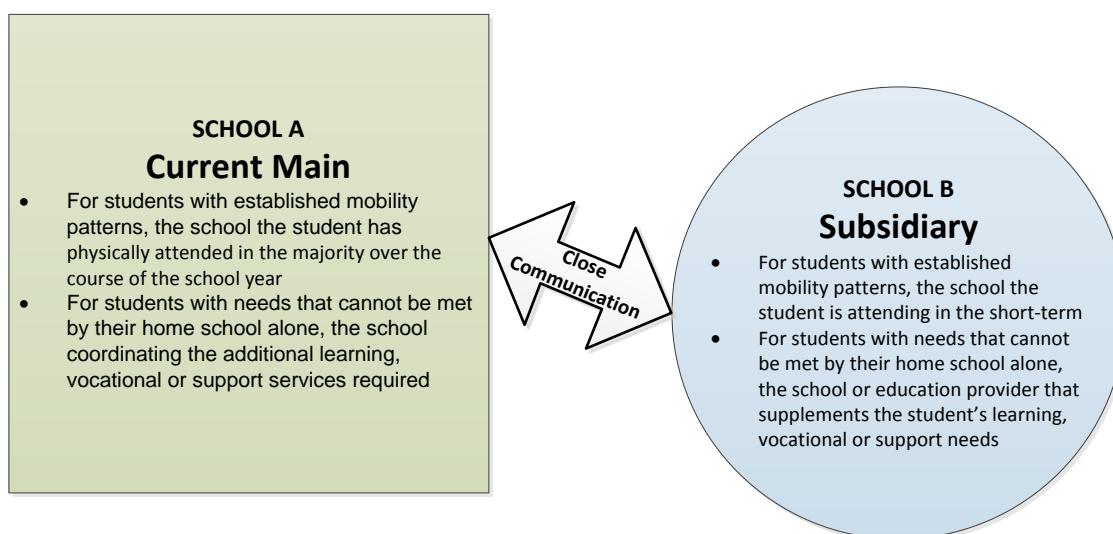 SCHOOL A
Current Main
• For students with established mobility
patterns, the school the student has
physically attended in the majority over the
course of the school year
• For students with needs that cannot be met
by their home school alone, the school
coordinating the additional learning,
vocational or support services required
Close
Communication
SCHOOL B
Subsidiary
• For students with established
mobility patterns, the school the
student is attending in the short-term
• For students with needs that cannot
be met by their home school alone,
the school or education provider that
supplements the student’s learning,
vocational or support needs